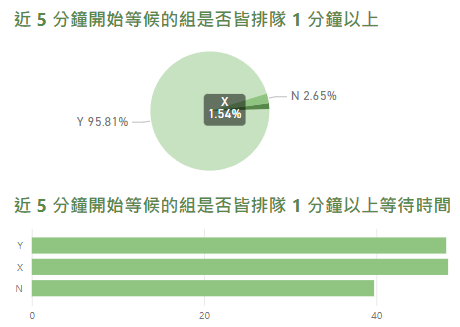 近 5 分鐘開始等候的組是否皆排隊 1 分鐘以上
X
1.54%
N 2.65%
Y 95.81%
近 5 分鐘開始等候的組是否皆排隊 1 分鐘以上等待時間
Y
X
N
0 20 40